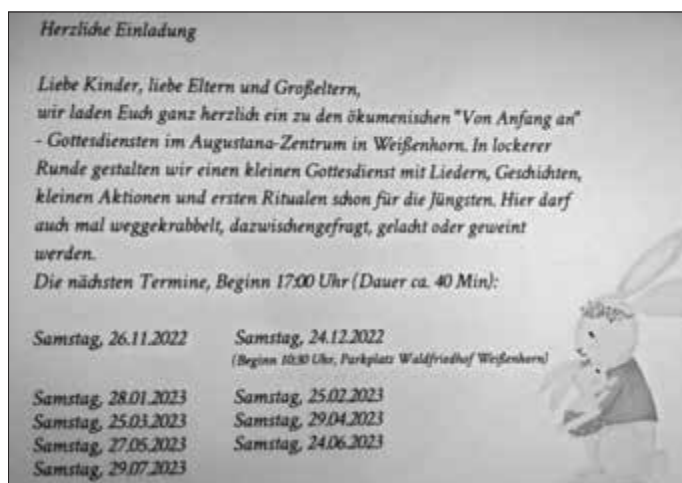 Herzliche Einladung
Liebe Kinder, liebe Eltern und Großeltern,
wir laden Euch ganz herzlich ein zu den ökumenischen "Von Anfang an"
- Gottesdiensten im Augustana-Zentrum in Weißenhorn. In lockerer
Runde gestalten wir einen kleinen Gottesdienst mit Liedern, Geschichten,
kleinen Aktionen und ersten Ritualen schon für die Jüngsten. Hier darf
auch mal weggekrabbelt, dazwischengefragt, gelacht oder geweint
werden.
Die nächsten Termine, Beginn 17:00 Uhr (Dauer ca. 40 Min):
Samstag, 26.11.2022 Samstag, 24.12.2022
(Beginn 10:30 Uhr, Parkplatz Waldfriedhof Weißenhorn)
Samstag, 28.01.2023 Samstag, 25.02.2023
Samstag, 25.03.2023 Samstag, 29.04.2023
Samstag, 27.05.2023 Samstag, 24.06.2023
Samstag, 29.07.2023